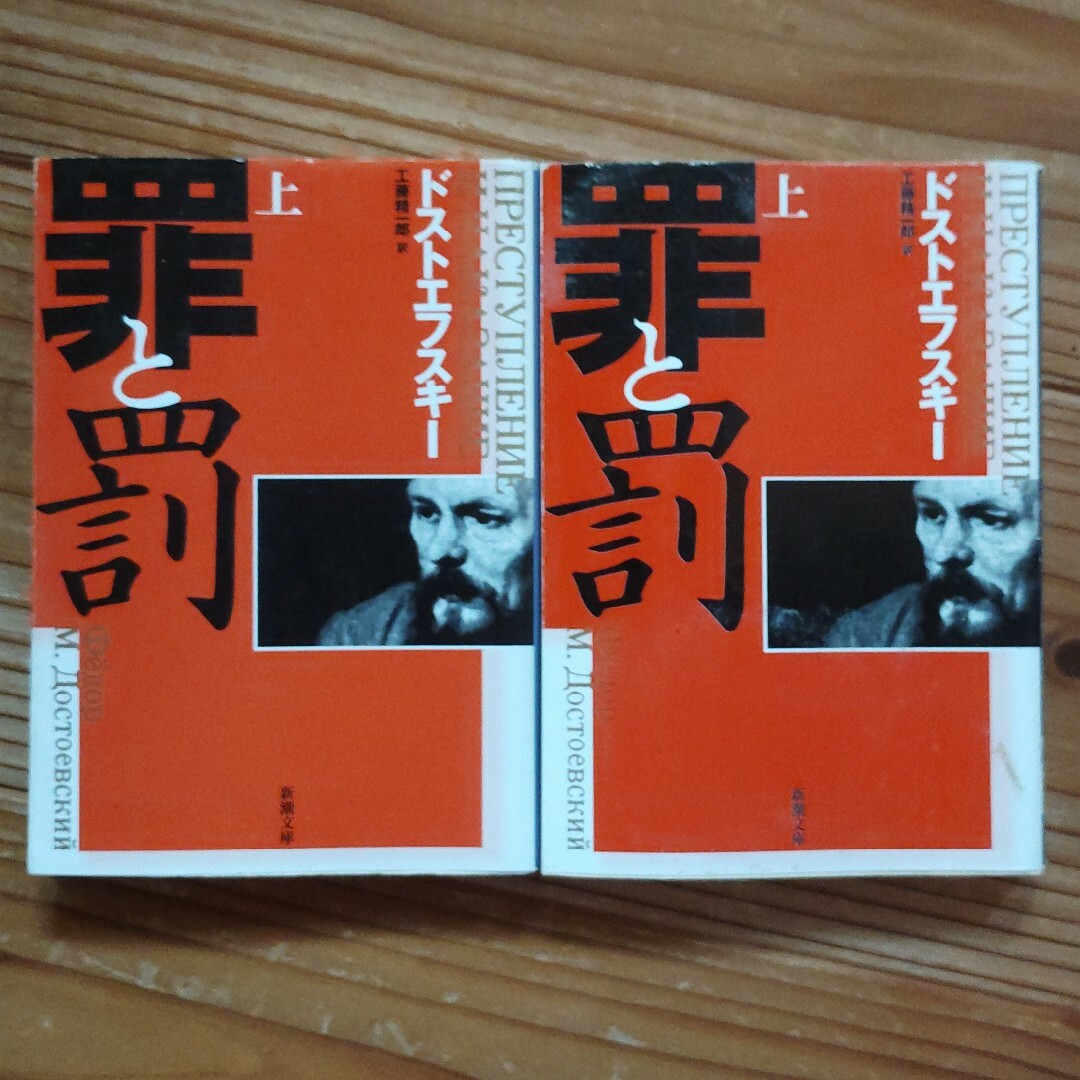 罪と罰
上
ドストエフスキー
工藤精一郎 訳
ПРЕСТУПЛЕНИЕ
Фёдор
М. Достоевский
新潮文庫
罪と罰
上
ドストエフスキー
工藤精一郎 訳
ПРЕСТУПЛЕНИЕ
М. Достоевский
新潮文庫